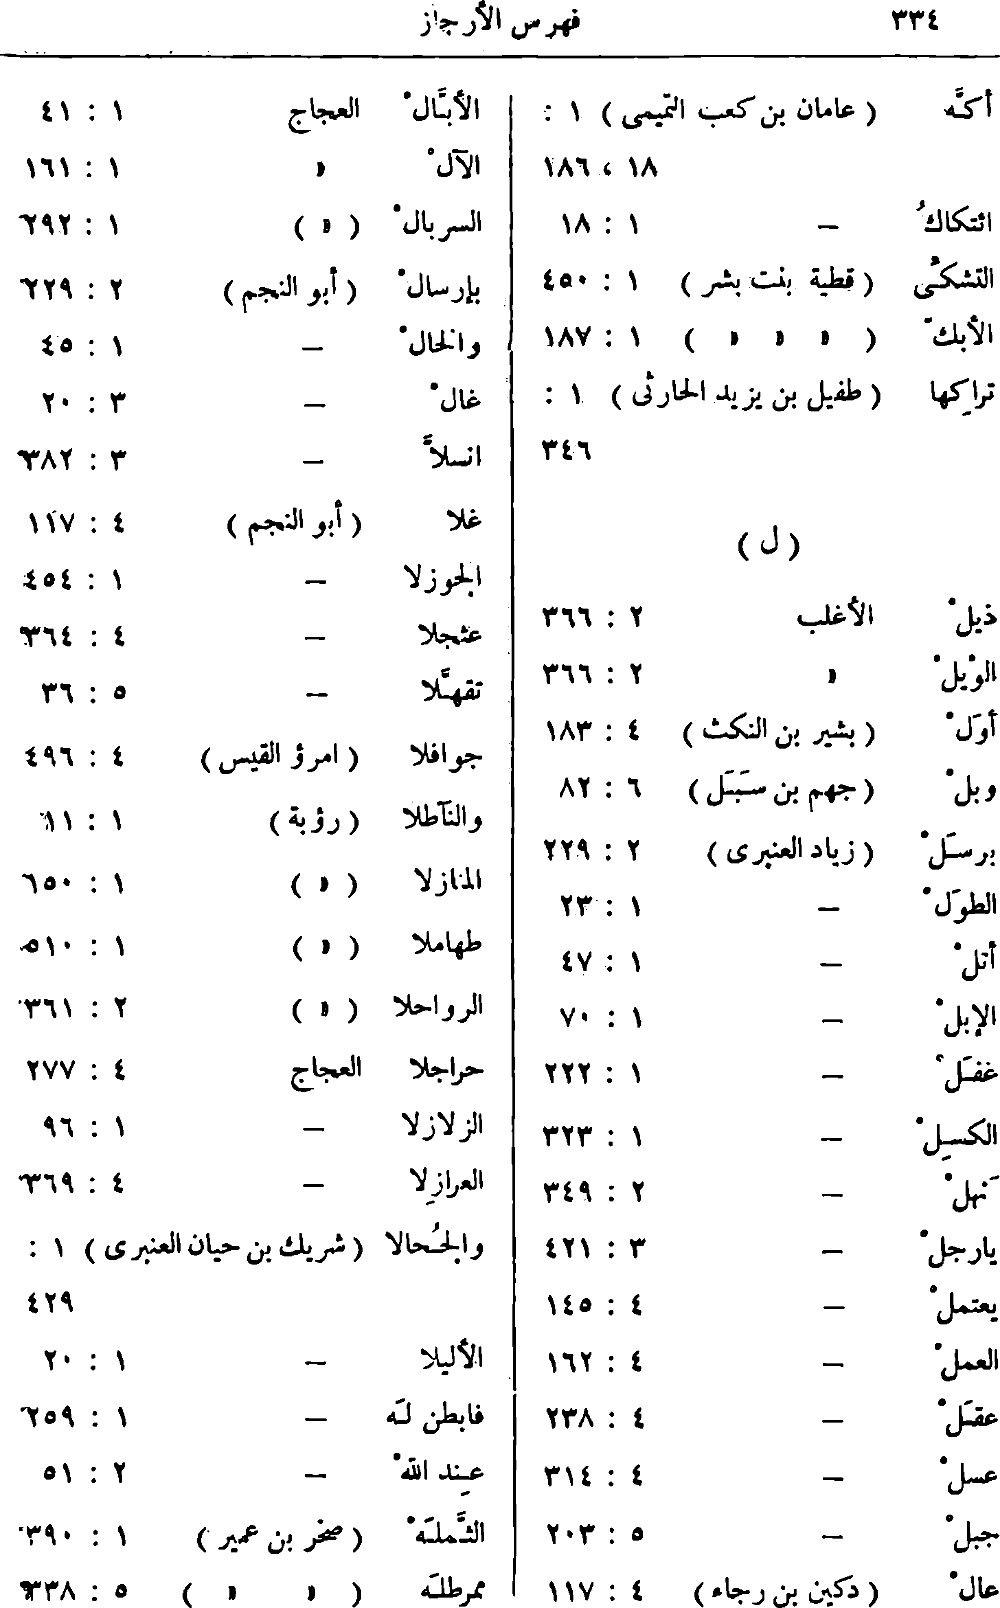 ٣٣٤ فهرس الأرجاز
أكنَّه ( عامان بن كعب التميمى ) ١ :
١٨ ، ١٨٦
ائتكاكُ – ١ : ١٨
التشكُّى ( قطية بنت بشر ) ١ : ٤٥٠
الأبكّ ( » » » ) ١ : ١٨٧
تراكِها ( طفيل بن يزيد الحارثى ) ١ :
٣٤٦
( ل )
ذيلْ الأغلب ٢ : ٣٦٦
الوْيلْ » ٢ : ٣٦٦
أوَلْ ( بشير بن النكث ) ٤ : ١٨٣
وبلْ ( جهم بن سَبَل ) ٦ : ٨٢
برسَلْ ( زياد العنبرى ) ٢ : ٢٢٩
الطوَلْ – ١ : ٢٣
أتلْ – ١ : ٤٧
الإبلْ – ١ : ٧٠
غفَلْ – ١ : ٢٢٢
الكسِلْ – ١ : ٣٢٣
نَهلْ – ٢ : ٣٤٩
يارجلْ – ٣ : ٤٢١
يعتملْ – ٤ : ١٤٥
العملْ – ٤ : ١٦٢
عقَلْ – ٤ : ٢٣٨
عسلْ – ٤ : ٣١٤
جبلْ – ٥ : ٢٠٣
عالْ ( دكين بن رجاء ) ٤ : ١١٧
الأبَّالْ العجاج ١ : ٤١
الآلْ » ١ : ١٦١
السربالْ ( » ) ١ : ٢٩٢
بإرسالْ ( أبو النجم ) ٢ : ٢٢٩
والخالْ – ١ : ٤٥
غالْ – ٣ : ٢٠
انسلاَّ – ٣ : ٣٨٢
غلا ( أبو النجم ) ٤ : ١١٧
الجوزلا – ١ : ٤٥٤
عثجلا – ٤ : ٣٦٤
تقهَّلا – ٥ : ٣٦
جوافلا ( امرؤ القيس ) ٤ : ٤٩٦
والنآطلا ( رؤبة ) ١ : ١١
المنازلا ( » ) ١ : ٦٥٠
طهاملا ( » ) ١ : ٥١٠
الرواحلا ( » ) ٢ : ٣٦١
حراجلا العجاج ٤ : ٢٧٧
الزلازلا – ١ : ٩٦
العرازِلا – ٤ : ٣٦٩
والجُحالا ( شريك بن حيان العنبرى ) ١ :
٤٢٩
الأليلا – ١ : ٢٠
فابطن لَه – ١ : ٢٥٩
عِند اللهْ – ٢ : ٥١
الثَّملَهْ ( صخر بن عمير ) ١ : ٣٩٠
ممرطلَه ( » » ) ٥ : ٣٣٨